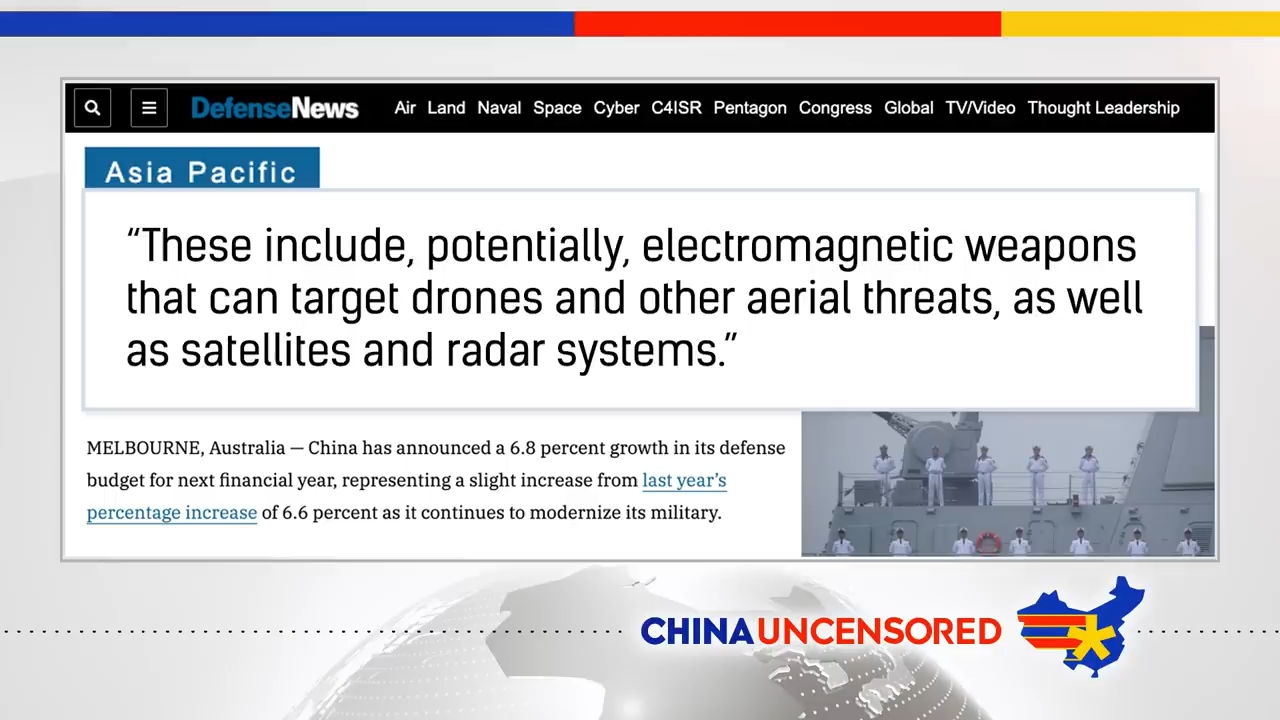 DefenseNews Air Land Naval Space Cyber C4ISR Pentagon Congress Global TV/Video Thought Leadership
Asia Pacific
“These include, potentially, electromagnetic weapons
that can target drones and other aerial threats, as well
as satellites and radar systems.”
MELBOURNE, Australia — China has announced a 6.8 percent growth in its defense
budget for next financial year, representing a slight increase from last year’s
percentage increase of 6.6 percent as it continues to modernize its military.
CHINA UNCENSORED